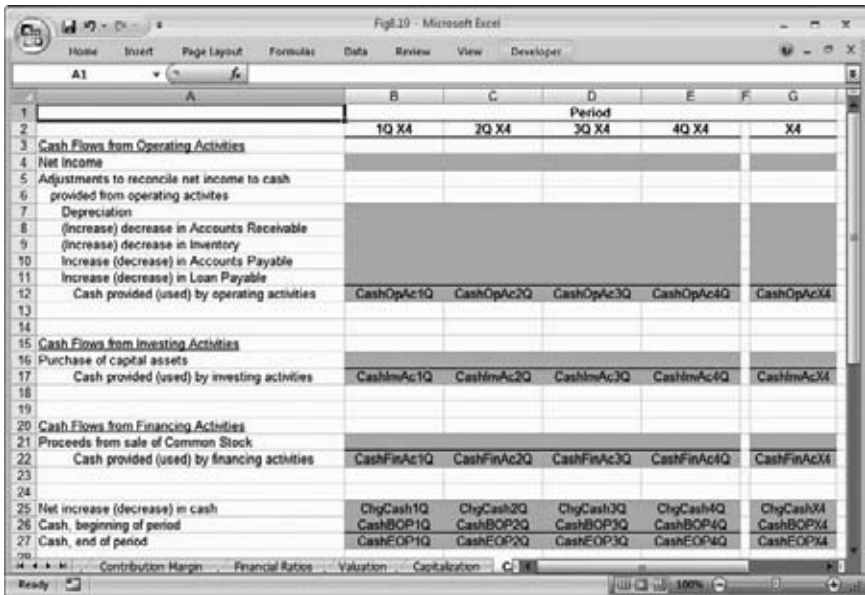 Fig8.19 - Microsoft Excel
Home Insert Page Layout Formulas Data Review View Developer
A1 fx
A B C D E F G
1 Period
2 1Q X4 2Q X4 3Q X4 4Q X4 X4
3 Cash Flows from Operating Activities
4 Net Income
5 Adjustments to reconcile net income to cash
6 provided from operating activites
7 Depreciation
8 (Increase) decrease in Accounts Receivable
9 (Increase) decrease in Inventory
10 Increase (decrease) in Accounts Payable
11 Increase (decrease) in Loan Payable
12 Cash provided (used) by operating activities CashOpAc1Q CashOpAc2Q CashOpAc3Q CashOpAc4Q CashOpAcX4
13
14
15 Cash Flows from Investing Activities
16 Purchase of capital assets
17 Cash provided (used) by investing activities CashInvAc1Q CashInvAc2Q CashInvAc3Q CashInvAc4Q CashInvAcX4
18
19
20 Cash Flows from Financing Activities
21 Proceeds from sale of Common Stock
22 Cash provided (used) by financing activities CashFinAc1Q CashFinAc2Q CashFinAc3Q CashFinAc4Q CashFinAcX4
23
24
25 Net increase (decrease) in cash ChgCash1Q ChgCash2Q ChgCash3Q ChgCash4Q ChgCashX4
26 Cash, beginning of period CashBOP1Q CashBOP2Q CashBOP3Q CashBOP4Q CashBOPX4
27 Cash, end of period CashEOP1Q CashEOP2Q CashEOP3Q CashEOP4Q CashEOPX4
Contribution Margin Financial Ratios Valuation Capitalization
Ready 100%